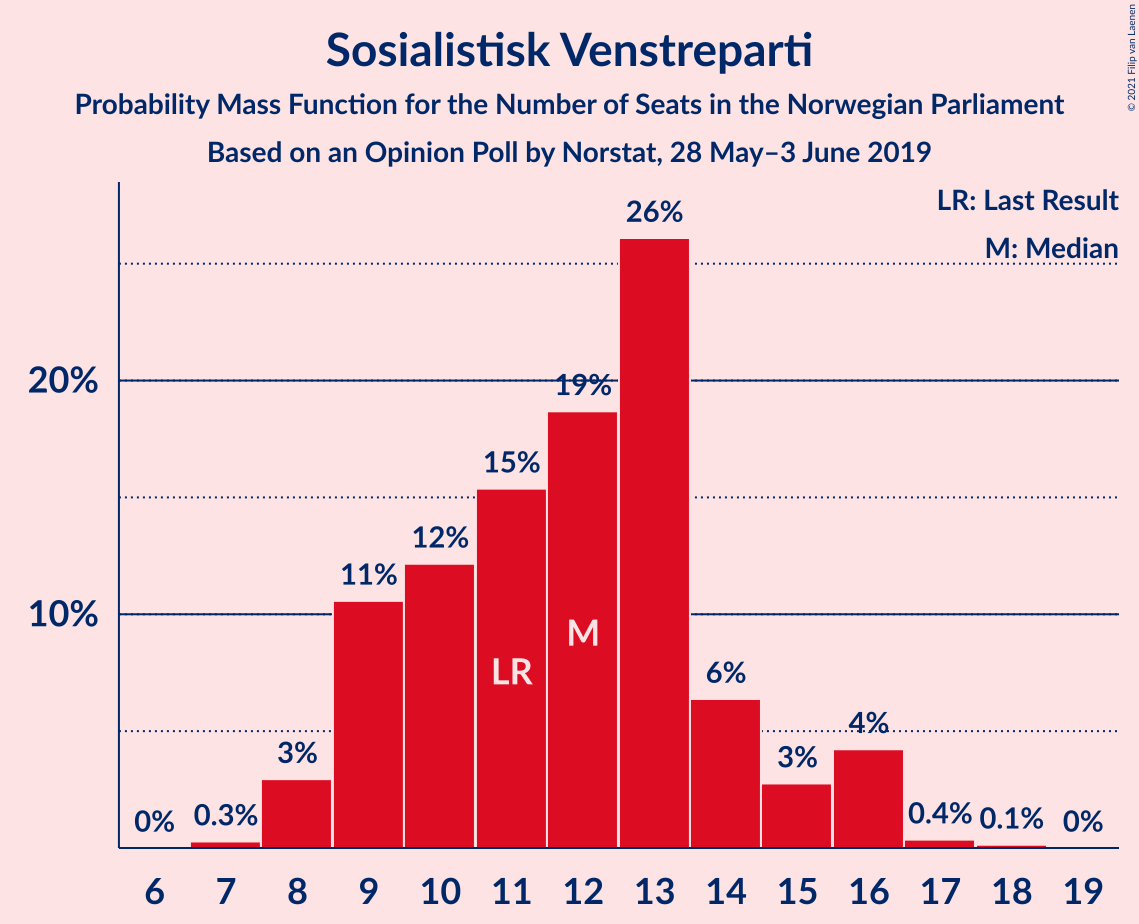 Sosialistisk Venstreparti
Probability Mass Function for the Number of Seats in the Norwegian Parliament
Based on an Opinion Poll by Norstat, 28 May–3 June 2019
© 2021 Filip van Laenen
LR: Last Result
M: Median
20%
10%
0%
0.3%
3%
11%
12%
15%
19%
26%
6%
3%
4%
0.4%
0.1%
0%
LR
M
6 7 8 9 10 11 12 13 14 15 16 17 18 19